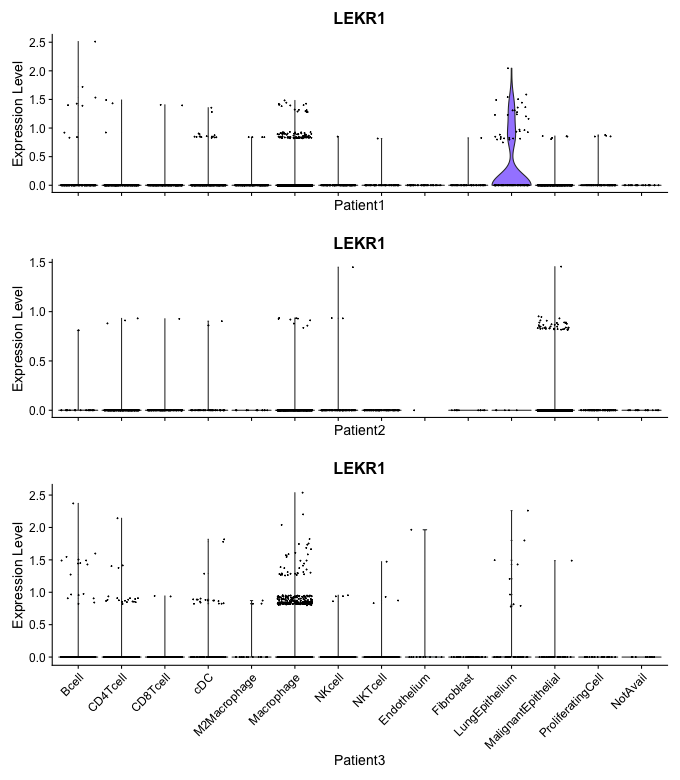 LEKR1
Expression Level
2.5
2.0
1.5
1.0
0.5
0.0
Patient1
LEKR1
Expression Level
1.5
1.0
0.5
0.0
Patient2
LEKR1
Expression Level
2.5
2.0
1.5
1.0
0.5
0.0
Bcell
CD4Tcell
CD8Tcell
cDC
M2Macrophage
Macrophage
NKcell
NKTcell
Endothelium
Fibroblast
LungEpithelium
MalignantEpithelial
ProliferatingCell
NotAvail
Patient3